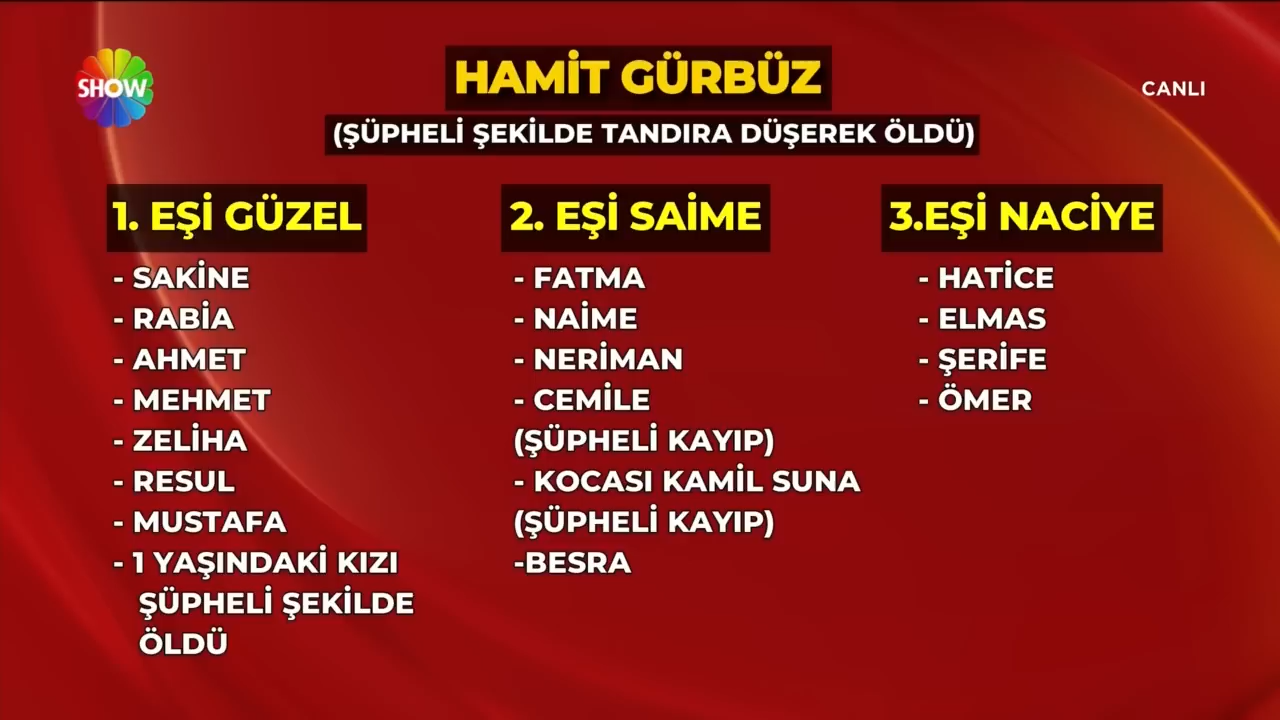 SHOW
CANLI
HAMİT GÜRBÜZ
(ŞÜPHELİ ŞEKİLDE TANDIRA DÜŞEREK ÖLDÜ)
1. EŞİ GÜZEL
- SAKİNE
- RABİA
- AHMET
- MEHMET
- ZELİHA
- RESUL
- MUSTAFA
- 1 YAŞINDAKİ KIZI
ŞÜPHELİ ŞEKİLDE
ÖLDÜ
2. EŞİ SAİME
- FATMA
- NAİME
- NERİMAN
- CEMİLE
(ŞÜPHELİ KAYIP)
- KOCASI KAMİL SUNA
(ŞÜPHELİ KAYIP)
-BESRA
3.EŞİ NACİYE
- HATİCE
- ELMAS
- ŞERİFE
- ÖMER